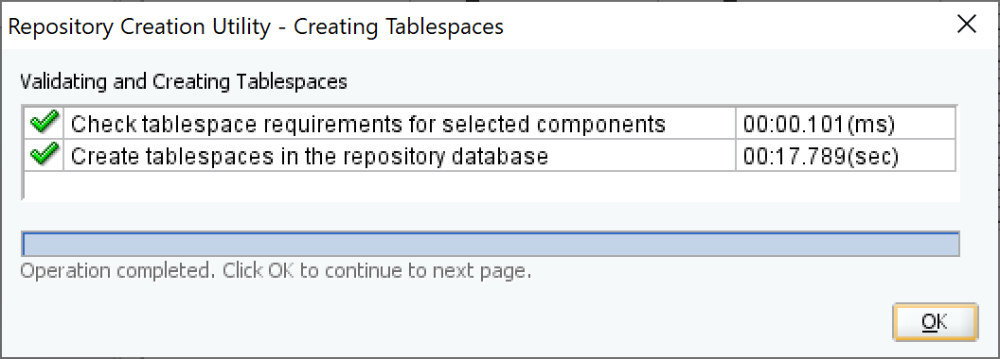 Repository Creation Utility - Creating Tablespaces
Validating and Creating Tablespaces
Check tablespace requirements for selected components 00:00.101(ms)
Create tablespaces in the repository database 00:17.789(sec)
Operation completed. Click OK to continue to next page.
OK